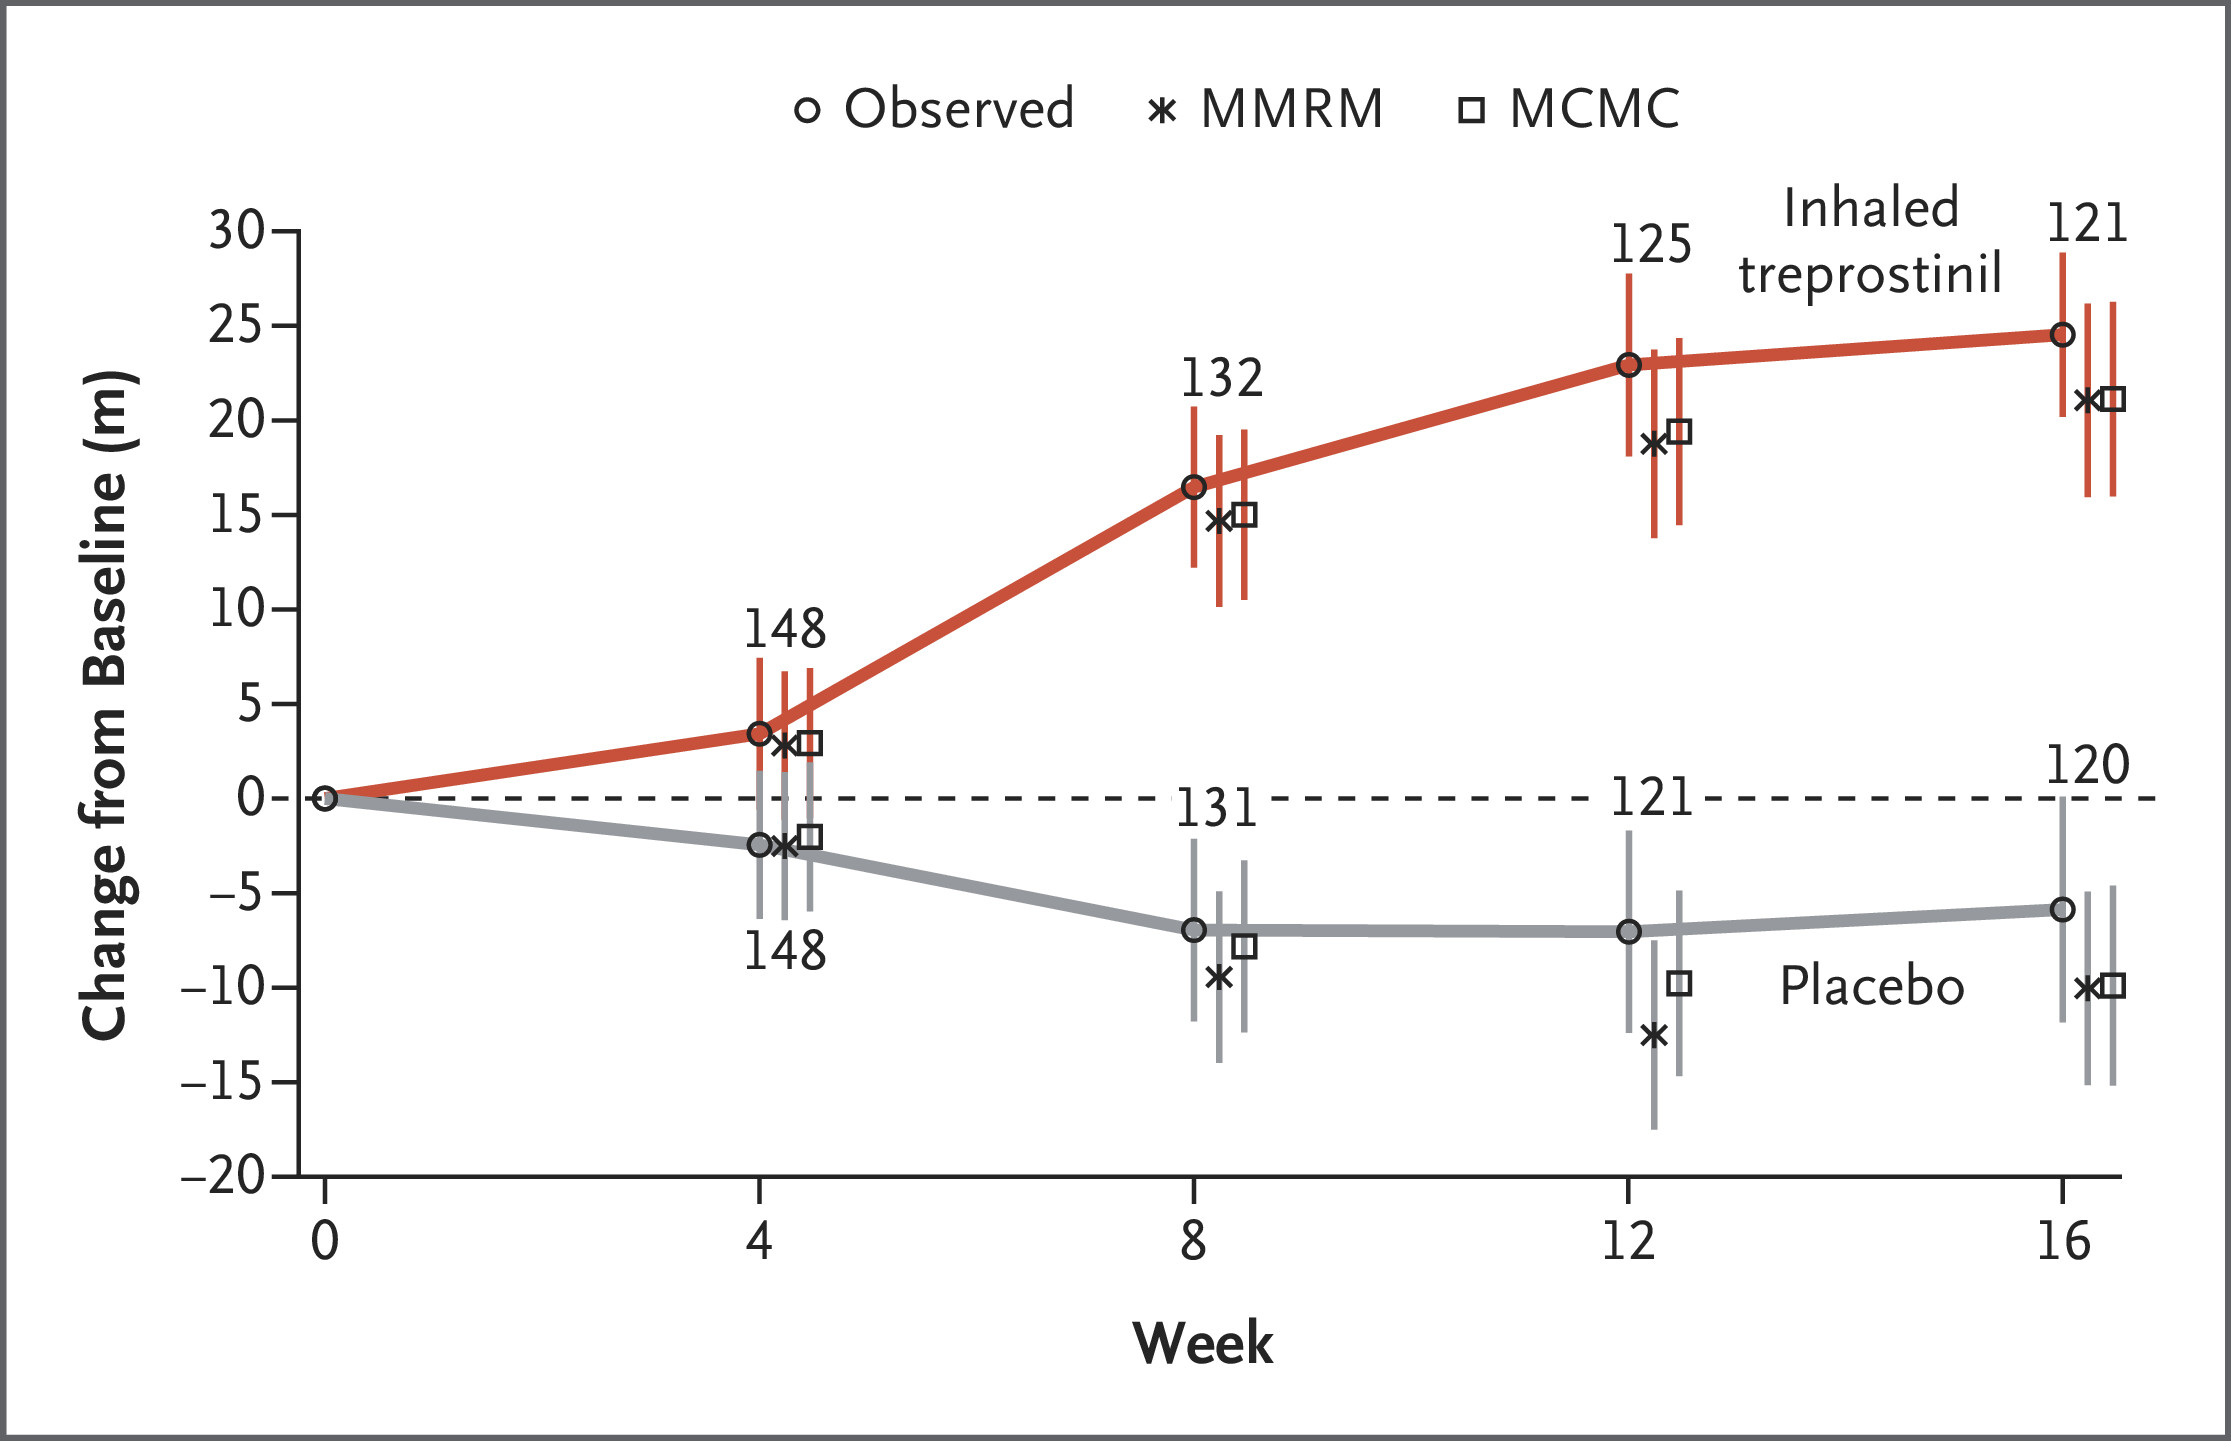 Observed MMRM MCMC
Change from Baseline (m)
30
25
20
15
10
5
0
−5
−10
−15
−20
148
132
125
Inhaled
treprostinil
121
148
131
121
120
Placebo
0 4 8 12 16
Week